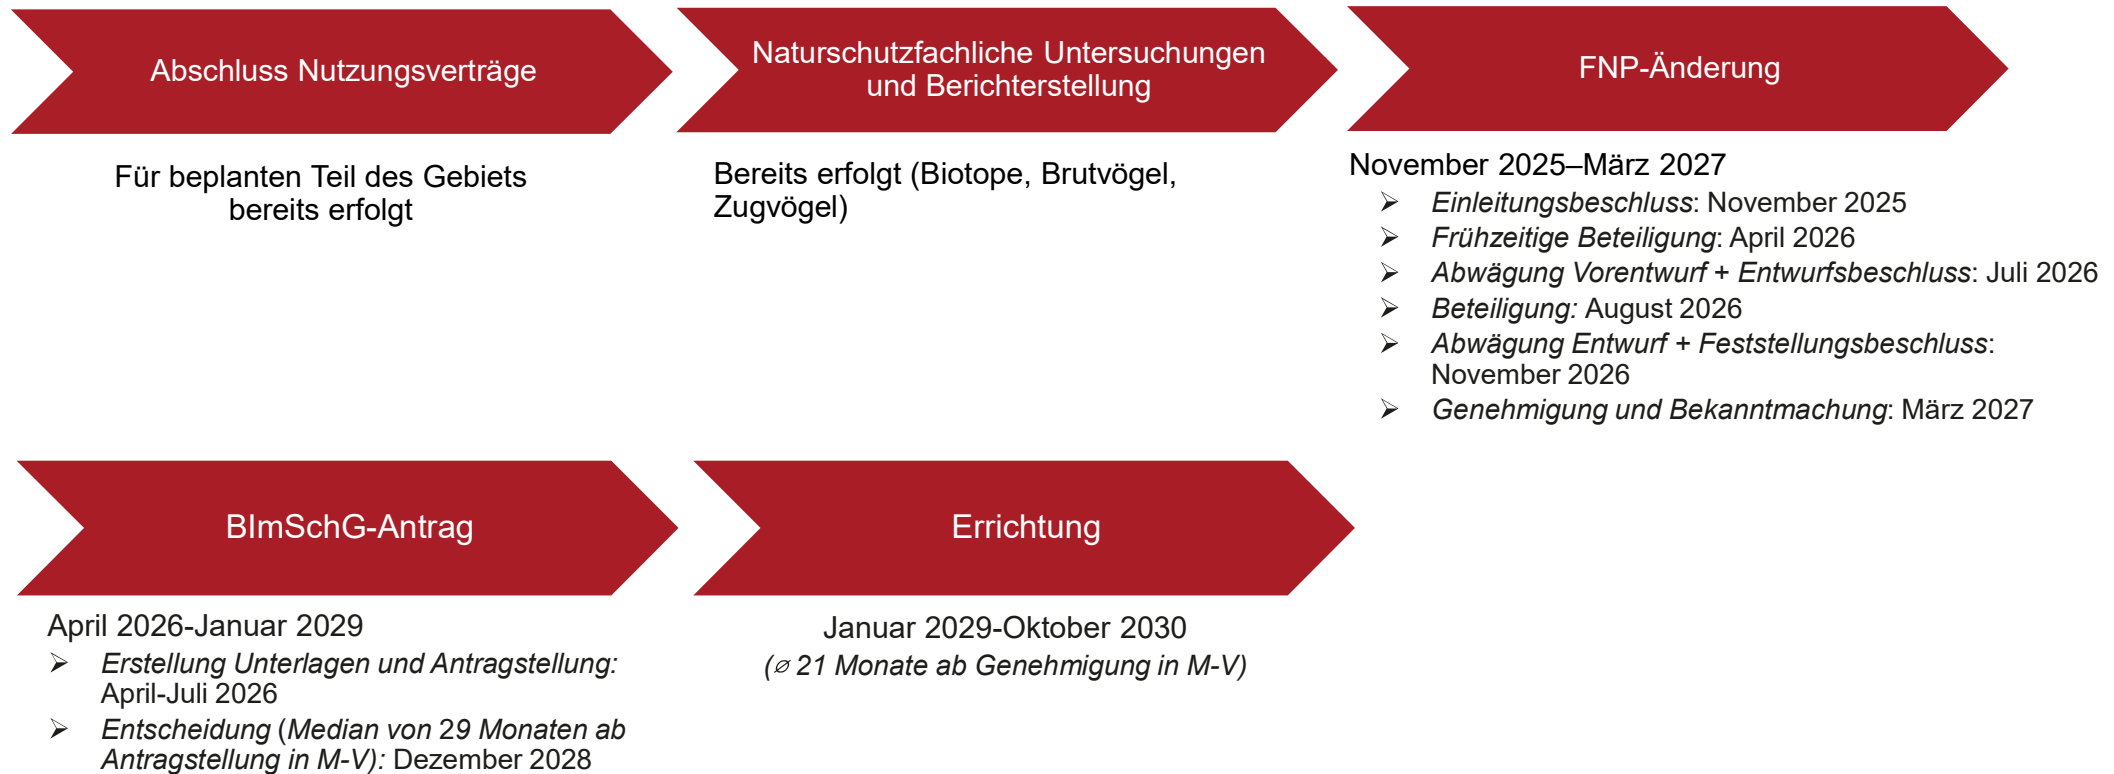 Abschluss Nutzungsverträge
Für beplanten Teil des Gebiets
bereits erfolgt
Naturschutzfachliche Untersuchungen
und Berichterstellung
Bereits erfolgt (Biotope, Brutvögel,
Zugvögel)
FNP-Änderung
November 2025–März 2027
➢ Einleitungsbeschluss: November 2025
➢ Frühzeitige Beteiligung: April 2026
➢ Abwägung Vorentwurf + Entwurfsbeschluss: Juli 2026
➢ Beteiligung: August 2026
➢ Abwägung Entwurf + Feststellungsbeschluss:
November 2026
➢ Genehmigung und Bekanntmachung: März 2027
BImSchG-Antrag
April 2026-Januar 2029
➢ Erstellung Unterlagen und Antragstellung:
April-Juli 2026
➢ Entscheidung (Median von 29 Monaten ab
Antragstellung in M-V): Dezember 2028
Errichtung
Januar 2029-Oktober 2030
(⌀ 21 Monate ab Genehmigung in M-V)